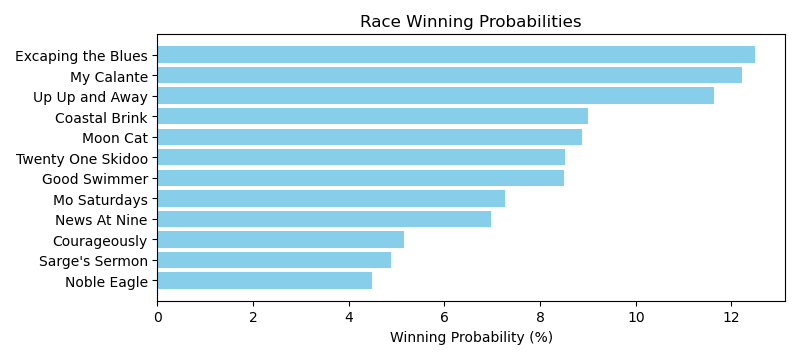 Race Winning Probabilities
Excaping the Blues
My Calante
Up Up and Away
Coastal Brink
Moon Cat
Twenty One Skidoo
Good Swimmer
Mo Saturdays
News At Nine
Courageously
Sarge's Sermon
Noble Eagle
0 2 4 6 8 10 12
Winning Probability (%)